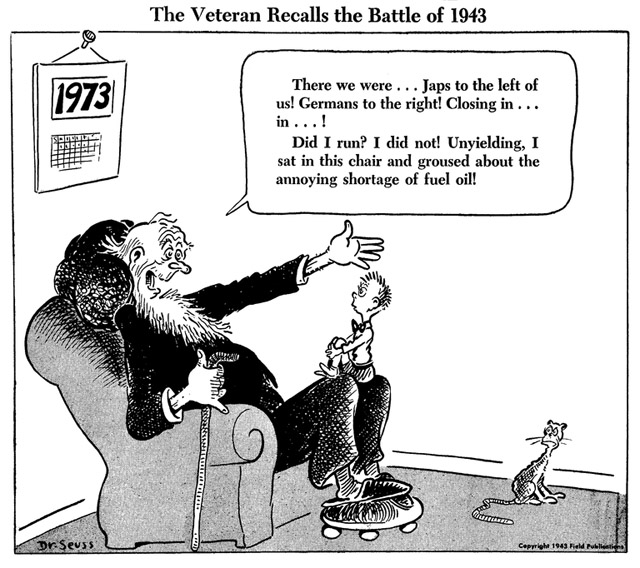 The Veteran Recalls the Battle of 1943
1973
There we were . . . Japs to the left of
us! Germans to the right! Closing in . . .
in . . . !
Did I run? I did not! Unyielding, I
sat in this chair and groused about the
annoying shortage of fuel oil!
Dr. Seuss
Copyright 1943 Field Publications